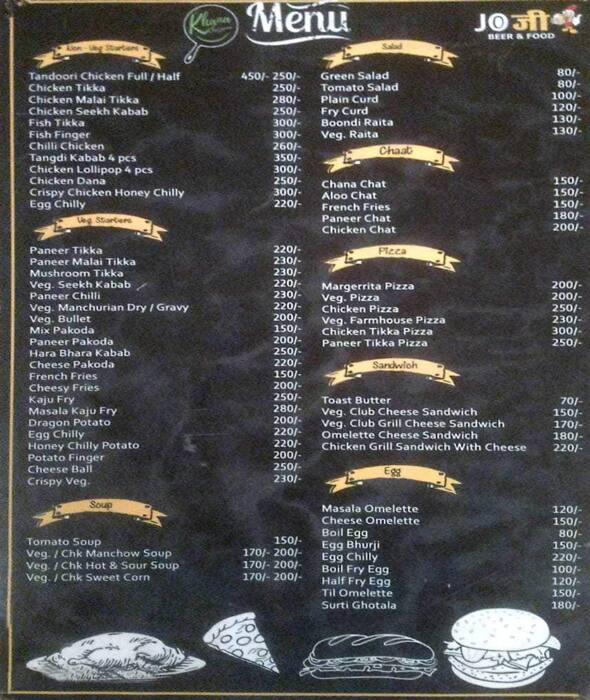 Khana
Menu
JO जी
BEER & FOOD
Non - Veg Starters
Tandoori Chicken Full / Half 450/- 250/-
Chicken Tikka 250/-
Chicken Malai Tikka 280/-
Chicken Seekh Kabab 250/-
Fish Tikka 300/-
Fish Finger 300/-
Chilli Chicken 260/-
Tangdi Kabab 4 pcs 350/-
Chicken Lollipop 4 pcs 300/-
Chicken Dana 250/-
Crispy Chicken Honey Chilly 300/-
Egg Chilly 220/-
Veg Starters
Paneer Tikka 220/-
Paneer Malai Tikka 230/-
Mushroom Tikka 230/-
Veg. Seekh Kabab 220/-
Paneer Chilli 230/-
Veg. Manchurian Dry / Gravy 220/-
Veg. Bullet 200/-
Mix Pakoda 150/-
Paneer Pakoda 200/-
Hara Bhara Kabab 250/-
Cheese Pakoda 220/-
French Fries 150/-
Cheesy Fries 200/-
Kaju Fry 250/-
Masala Kaju Fry 280/-
Dragon Potato 200/-
Egg Chilly 220/-
Honey Chilly Potato 220/-
Potato Finger 200/-
Cheese Ball 250/-
Crispy Veg. 230/-
Soup
Tomato Soup 150/-
Veg. / Chk Manchow Soup 170/- 200/-
Veg. / Chk Hot & Sour Soup 170/- 200/-
Veg. / Chk Sweet Corn 170/- 200/-
Salad
Green Salad 80/-
Tomato Salad 80/-
Plain Curd 100/-
Fry Curd 120/-
Boondi Raita 130/-
Veg. Raita 130/-
Chaat
Chana Chat 150/-
Aloo Chat 150/-
French Fries 150/-
Paneer Chat 180/-
Chicken Chat 200/-
Pizza
Margerrita Pizza 200/-
Veg. Pizza 200/-
Chicken Pizza 250/-
Veg. Farmhouse Pizza 230/-
Chicken Tikka Pizza 300/-
Paneer Tikka Pizza 250/-
Sandwich
Toast Butter 70/-
Veg. Club Cheese Sandwich 150/-
Veg. Club Grill Cheese Sandwich 170/-
Omelette Cheese Sandwich 180/-
Chicken Grill Sandwich With Cheese 220/-
Egg
Masala Omelette 120/-
Cheese Omelette 150/-
Boil Egg 80/-
Egg Bhurji 150/-
Egg Chilly 220/-
Boil Fry Egg 100/-
Half Fry Egg 120/-
Til Omelette 150/-
Surti Ghotala 180/-